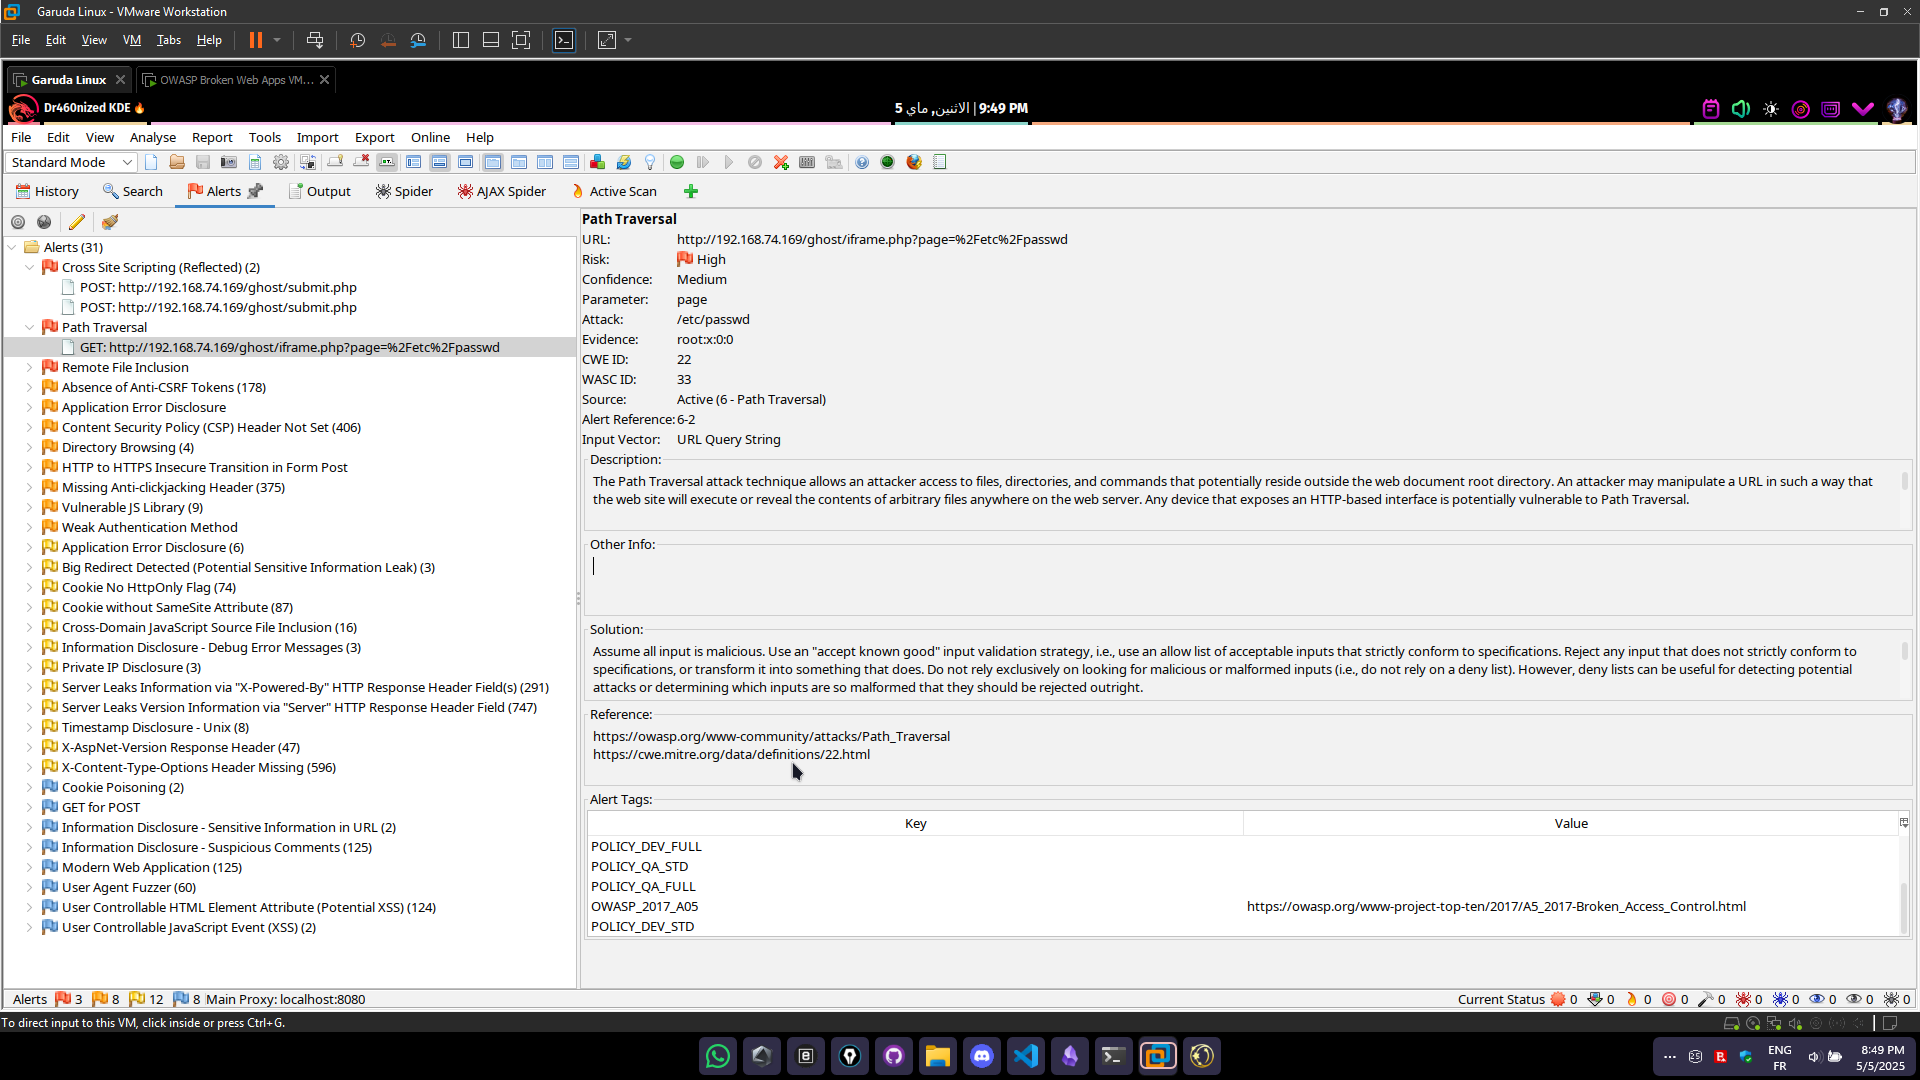 Garuda Linux - VMware Workstation
File Edit View VM Tabs Help
Garuda Linux
OWASP Broken Web Apps VM...
Dr460nized KDE
الاثنين, ماي 5 | 9:49 PM
File Edit View Analyse Report Tools Import Export Online Help
Standard Mode
History Search Alerts Output Spider AJAX Spider Active Scan
Alerts (31)
Cross Site Scripting (Reflected) (2)
POST: http://192.168.74.169/ghost/submit.php
POST: http://192.168.74.169/ghost/submit.php
Path Traversal
GET: http://192.168.74.169/ghost/iframe.php?page=%2Fetc%2Fpasswd
Remote File Inclusion
Absence of Anti-CSRF Tokens (178)
Application Error Disclosure
Content Security Policy (CSP) Header Not Set (406)
Directory Browsing (4)
HTTP to HTTPS Insecure Transition in Form Post
Missing Anti-clickjacking Header (375)
Vulnerable JS Library (9)
Weak Authentication Method
Application Error Disclosure (6)
Big Redirect Detected (Potential Sensitive Information Leak) (3)
Cookie No HttpOnly Flag (74)
Cookie without SameSite Attribute (87)
Cross-Domain JavaScript Source File Inclusion (16)
Information Disclosure - Debug Error Messages (3)
Private IP Disclosure (3)
Server Leaks Information via "X-Powered-By" HTTP Response Header Field(s) (291)
Server Leaks Version Information via "Server" HTTP Response Header Field (747)
Timestamp Disclosure - Unix (8)
X-AspNet-Version Response Header (47)
X-Content-Type-Options Header Missing (596)
Cookie Poisoning (2)
GET for POST
Information Disclosure - Sensitive Information in URL (2)
Information Disclosure - Suspicious Comments (125)
Modern Web Application (125)
User Agent Fuzzer (60)
User Controllable HTML Element Attribute (Potential XSS) (124)
User Controllable JavaScript Event (XSS) (2)
Path Traversal
URL: http://192.168.74.169/ghost/iframe.php?page=%2Fetc%2Fpasswd
Risk: High
Confidence: Medium
Parameter: page
Attack: /etc/passwd
Evidence: root:x:0:0
CWE ID: 22
WASC ID: 33
Source: Active (6 - Path Traversal)
Alert Reference: 6-2
Input Vector: URL Query String
Description:
The Path Traversal attack technique allows an attacker access to files, directories, and commands that potentially reside outside the web document root directory. An attacker may manipulate a URL in such a way that
the web site will execute or reveal the contents of arbitrary files anywhere on the web server. Any device that exposes an HTTP-based interface is potentially vulnerable to Path Traversal.
Other Info:
Solution:
Assume all input is malicious. Use an "accept known good" input validation strategy, i.e., use an allow list of acceptable inputs that strictly conform to specifications. Reject any input that does not strictly conform to
specifications, or transform it into something that does. Do not rely exclusively on looking for malicious or malformed inputs (i.e., do not rely on a deny list). However, deny lists can be useful for detecting potential
attacks or determining which inputs are so malformed that they should be rejected outright.
Reference:
https://owasp.org/www-community/attacks/Path_Traversal
https://cwe.mitre.org/data/definitions/22.html
Alert Tags:
Key Value
POLICY_DEV_FULL
POLICY_QA_STD
POLICY_QA_FULL
OWASP_2017_A05 https://owasp.org/www-project-top-ten/2017/A5_2017-Broken_Access_Control.html
POLICY_DEV_STD
Alerts 3 8 12 8 Main Proxy: localhost:8080
Current Status 0 0 0 0 0 0 0 0 0 0
To direct input to this VM, click inside or press Ctrl+G.
ENG
FR
8:49 PM
5/5/2025